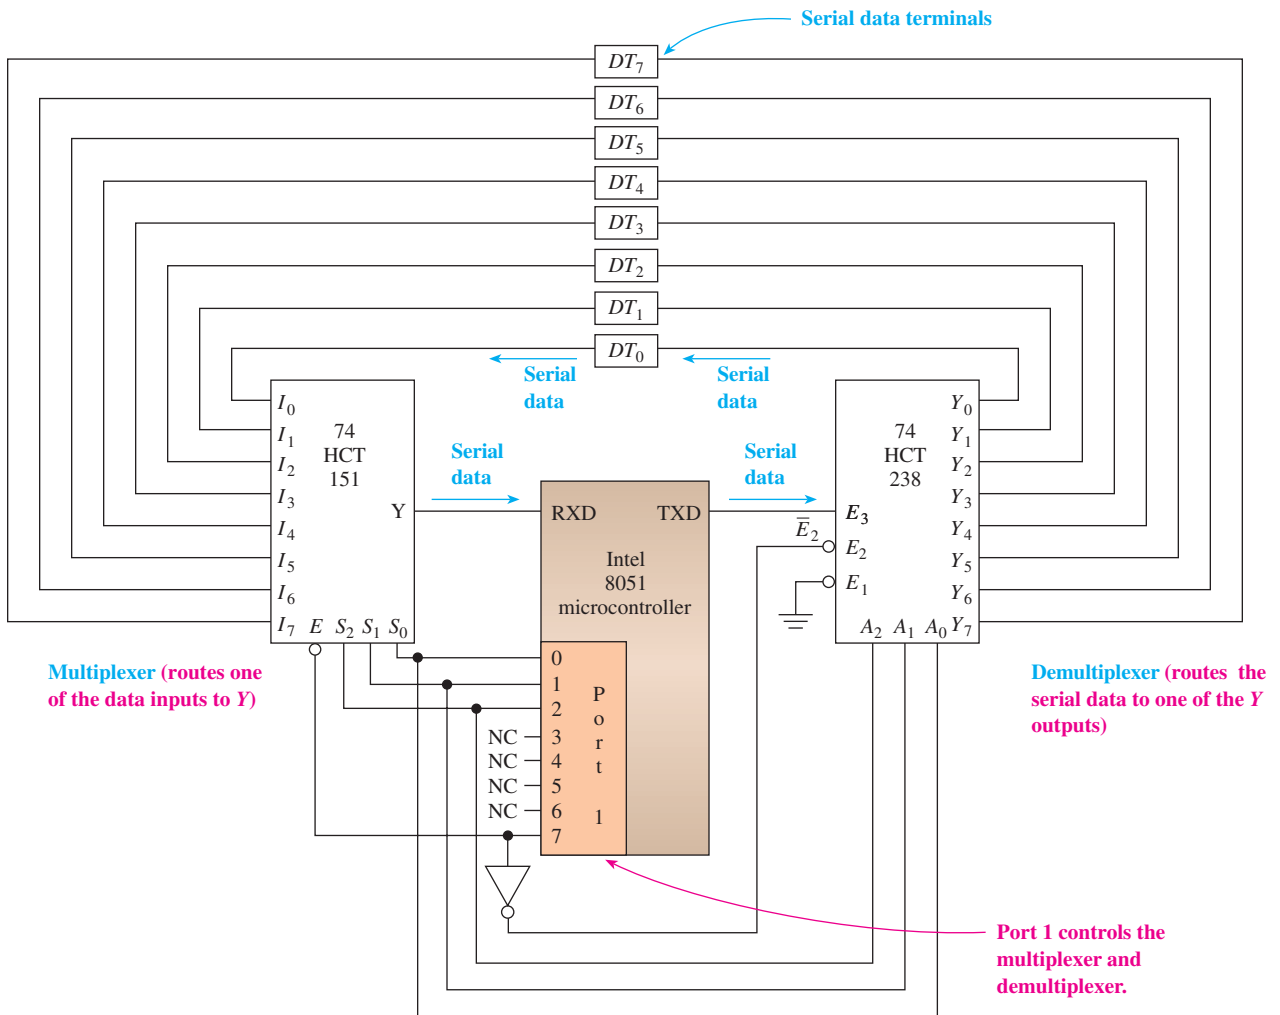 Serial data terminals
DT7
DT6
DT5
DT4
DT3
DT2
DT1
DT0
Serial
data
Serial
data
I0
I1
I2
I3
I4
I5
I6
I7
74
HCT
151
Y
E
S2
S1
S0
Serial
data
RXD
TXD
Intel
8051
microcontroller
Serial
data
E̅2
E3
E2
E1
74
HCT
238
Y0
Y1
Y2
Y3
Y4
Y5
Y6
Y7
A2
A1
A0
Multiplexer (routes one
of the data inputs to Y)
0
1
2
NC 3
NC 4
NC 5
NC 6
7
Port 1
Demultiplexer (routes the
serial data to one of the Y
outputs)
Port 1 controls the
multiplexer and
demultiplexer.